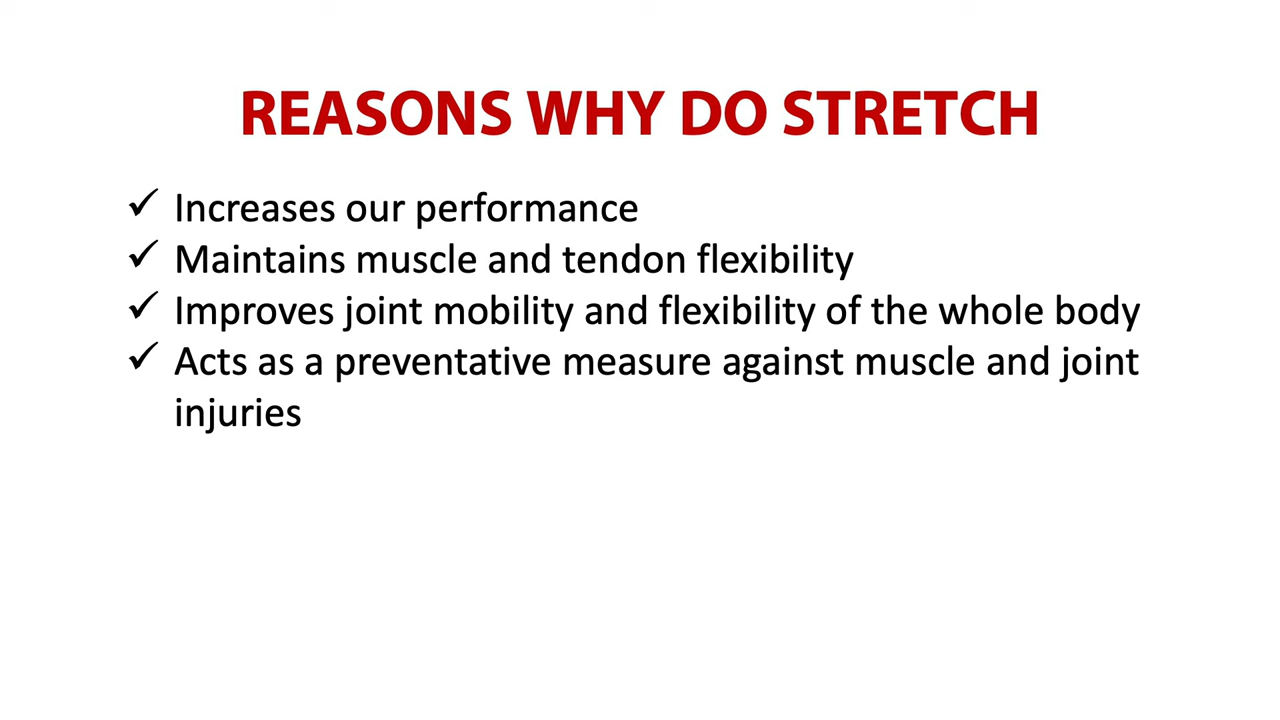 REASONS WHY DO STRETCH
✓ Increases our performance
✓ Maintains muscle and tendon flexibility
✓ Improves joint mobility and flexibility of the whole body
✓ Acts as a preventative measure against muscle and joint
injuries